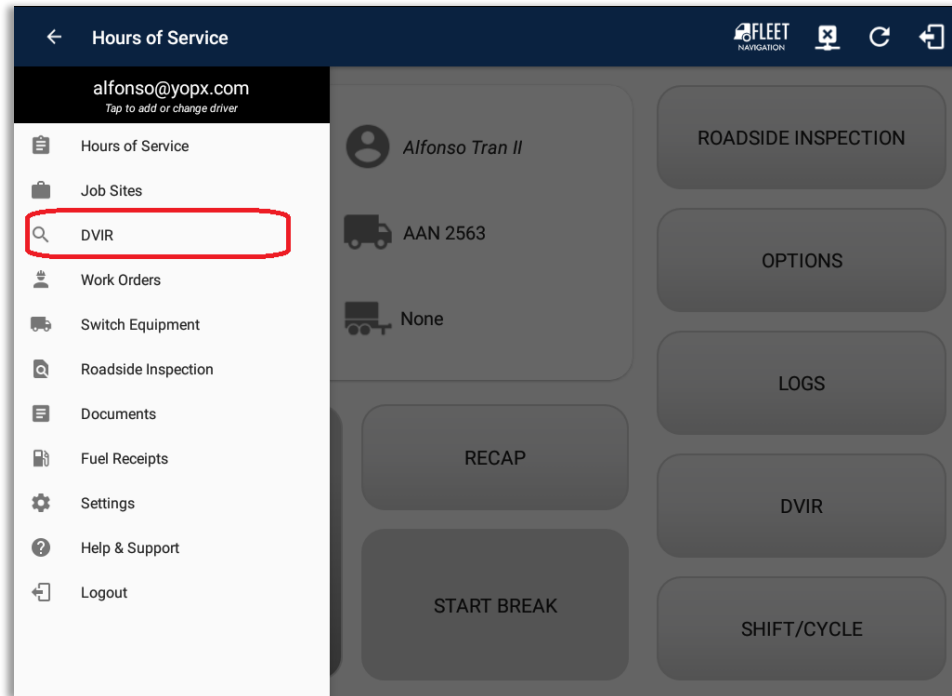 Hours of Service
FLEET
NAVIGATION
alfonso@yopx.com
Tap to add or change driver
Hours of Service
Job Sites
DVIR
Work Orders
Switch Equipment
Roadside Inspection
Documents
Fuel Receipts
Settings
Help & Support
Logout
Alfonso Tran II
AAN 2563
None
RECAP
START BREAK
ROADSIDE INSPECTION
OPTIONS
LOGS
DVIR
SHIFT/CYCLE